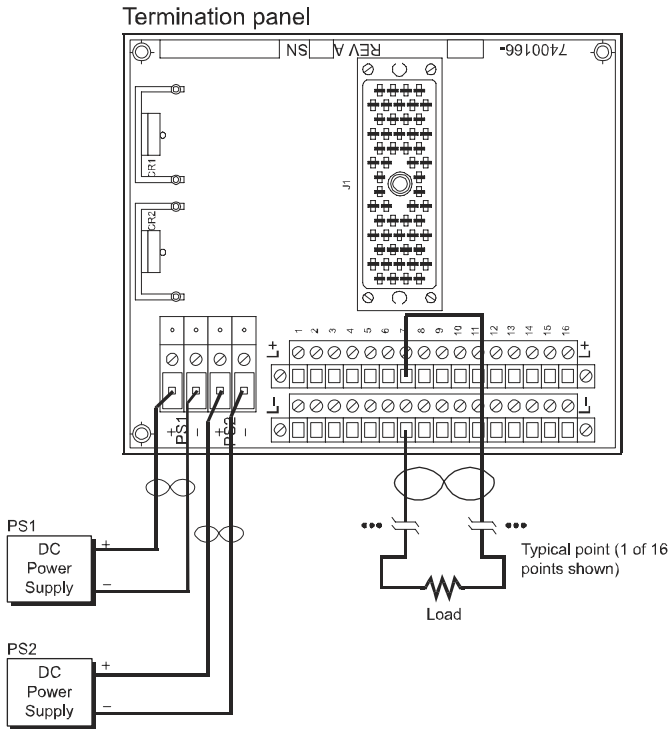 Termination panel
SN REV A 7400166-
CR1
J1
CR2
1 2 3 4 5 6 7 8 9 10 11 12 13 14 15 16
L+ L+
L- L-
+ PS1 - + PS2 -
PS1
+
DC
Power
Supply
–
Typical point (1 of 16
points shown)
Load
PS2
+
DC
Power
Supply
–